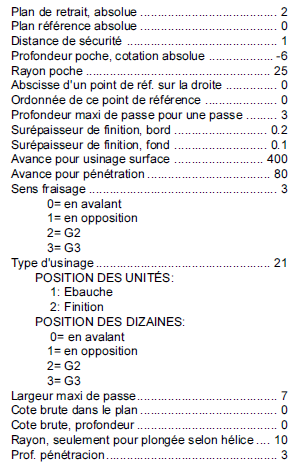 Plan de retrait, absolue ........................................ 2
Plan référence absolue ........................................ 0
Distance de sécurité ............................................ 1
Profondeur poche, cotation absolue .................... -6
Rayon poche ...................................................... 25
Abscisse d'un point de réf. sur la droite ................ 0
Ordonnée de ce point de référence ...................... 0
Profondeur maxi de passe pour une passe ......... 3
Surépaisseur de finition, bord ........................... 0.2
Surépaisseur de finition, fond ........................... 0.1
Avance pour usinage surface .......................... 400
Avance pour pénétration ..................................... 80
Sens fraisage ....................................................... 3
0= en avalant
1= en opposition
2= G2
3= G3
Type d'usinage .................................................. 21
POSITION DES UNITÉS:
1: Ebauche
2: Finition
POSITION DES DIZAINES:
0= en avalant
1= en opposition
2= G2
3= G3
Largeur maxi de passe ......................................... 7
Cote brute dans le plan ........................................ 0
Cote brute, profondeur ......................................... 0
Rayon, seulement pour plongée selon hélice .... 10
Prof. pénétracion .................................................. 3